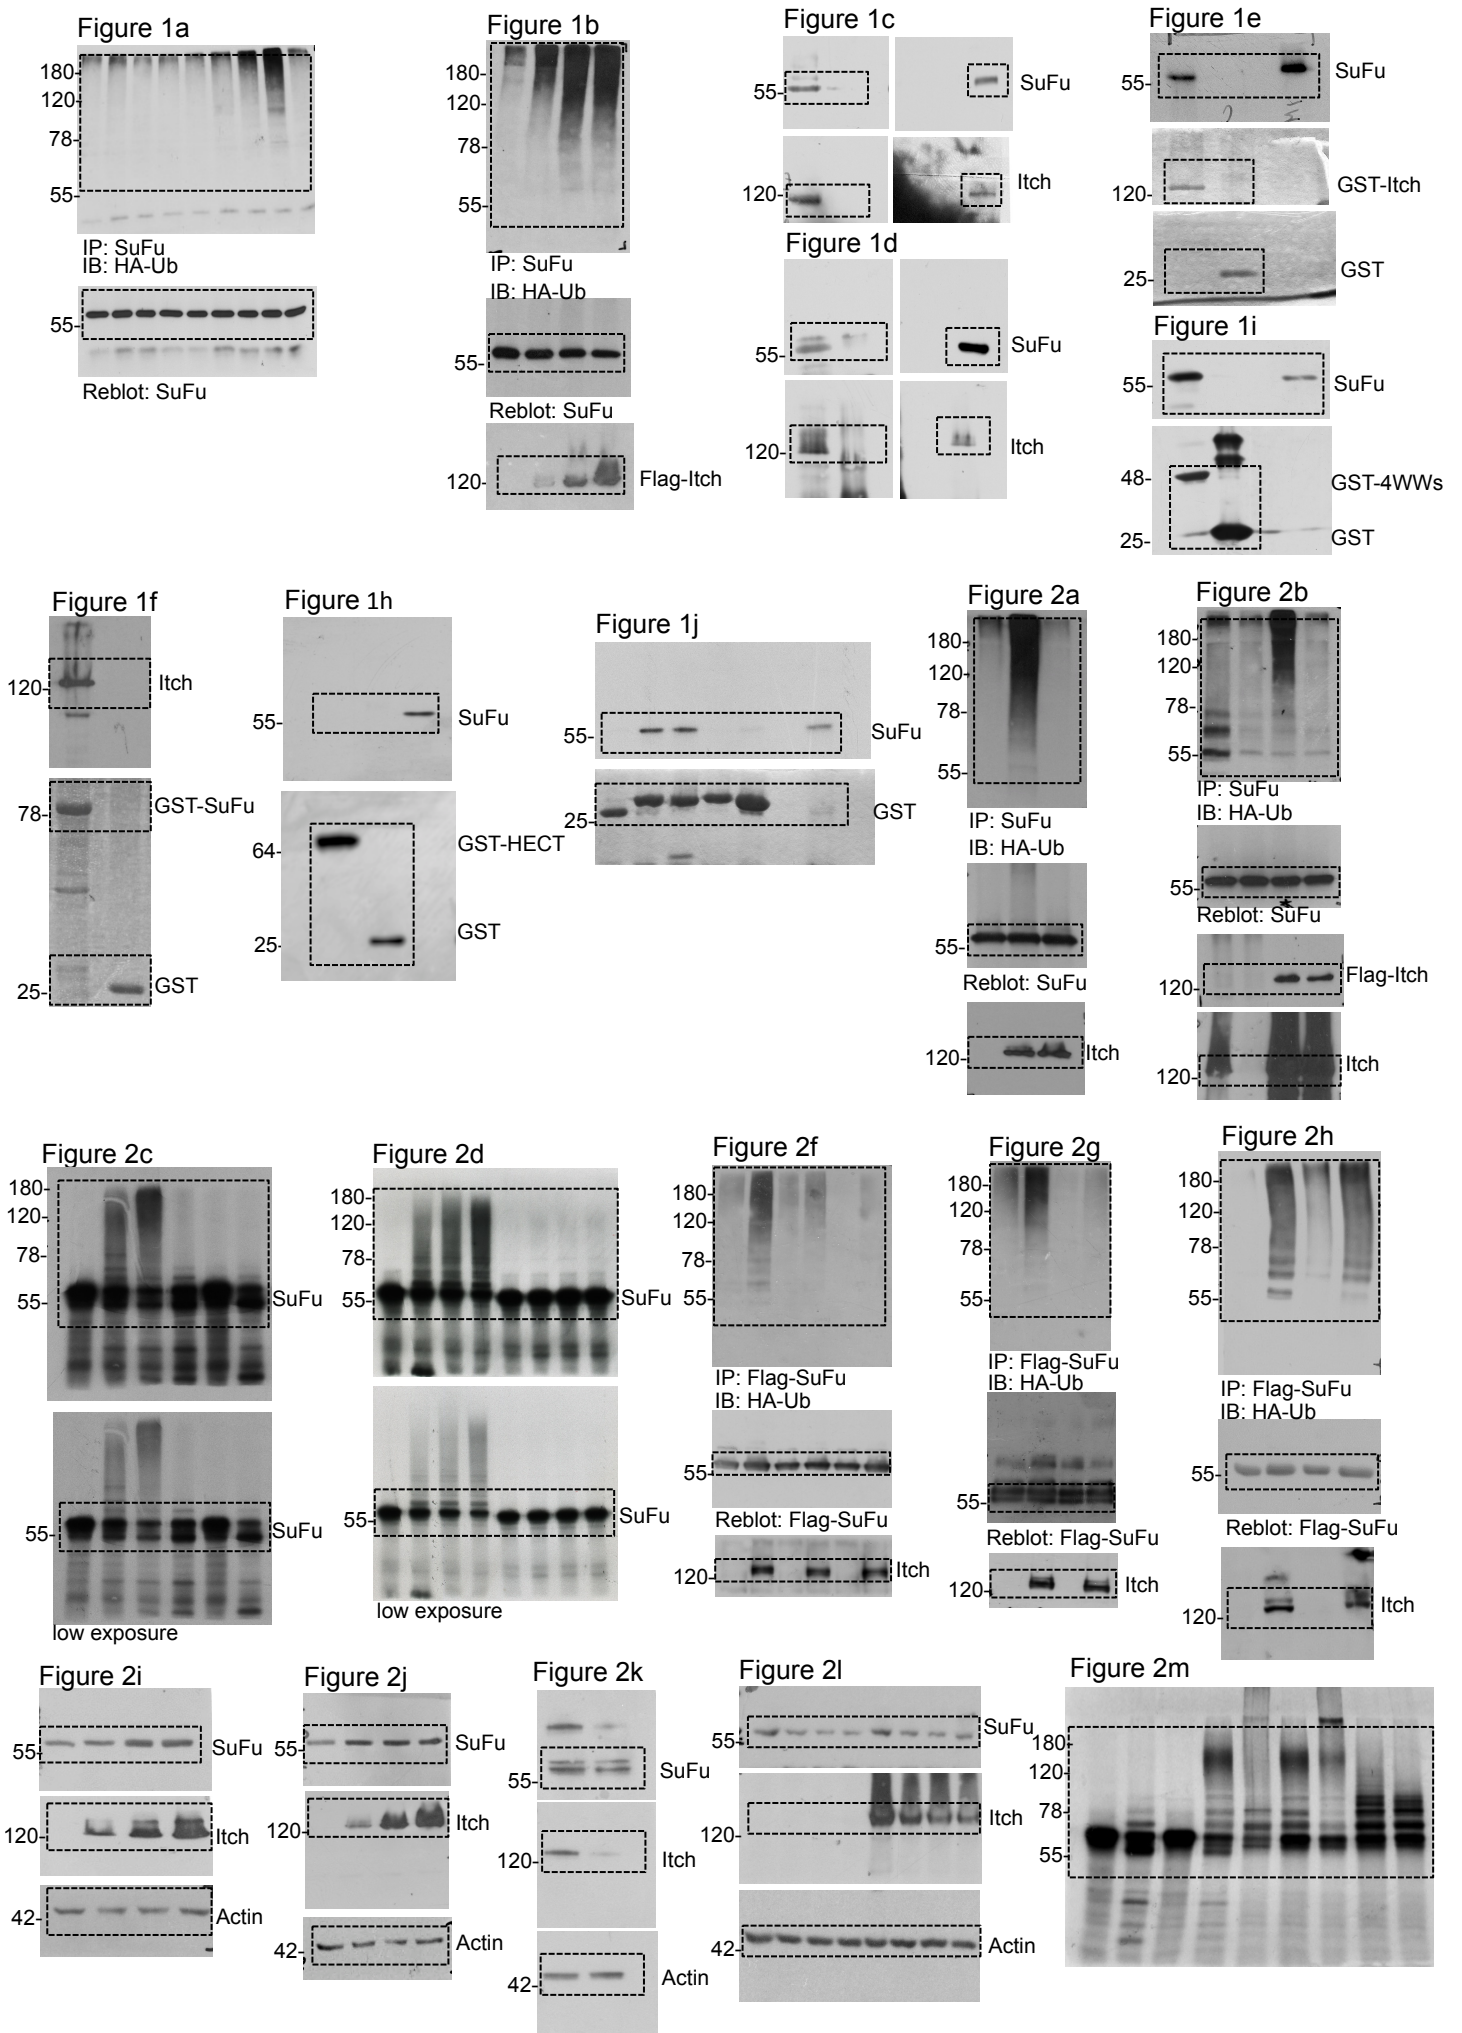 Figure 1a
180-
120-
78-
55-
IP: SuFu
IB: HA-Ub
55-
Reblot: SuFu
Figure 1b
180-
120-
78-
55-
IP: SuFu
IB: HA-Ub
55-
Reblot: SuFu
120-
Flag-Itch
Figure 1c
55-
SuFu
120-
Itch
Figure 1d
55-
SuFu
120-
Itch
Figure 1e
55-
SuFu
120-
GST-Itch
25-
GST
Figure 1i
55-
SuFu
48-
GST-4WWs
25-
GST
Figure 1f
120-
Itch
78-
GST-SuFu
25-
GST
Figure 1h
55-
SuFu
64-
GST-HECT
25-
GST
Figure 1j
55-
SuFu
25-
GST
Figure 2a
180-
120-
78-
55-
IP: SuFu
IB: HA-Ub
55-
Reblot: SuFu
120-
Itch
Figure 2b
180-
120-
78-
55-
IP: SuFu
IB: HA-Ub
55-
Reblot: SuFu
120-
Flag-Itch
120-
Itch
Figure 2c
180-
120-
78-
55-
SuFu
55-
SuFu
low exposure
Figure 2d
180-
120-
78-
55-
SuFu
55-
SuFu
low exposure
Figure 2f
180-
120-
78-
55-
IP: Flag-SuFu
IB: HA-Ub
55-
Reblot: Flag-SuFu
120-
Itch
Figure 2g
180-
120-
78-
55-
IP: Flag-SuFu
IB: HA-Ub
55-
Reblot: Flag-SuFu
120-
Itch
Figure 2h
180-
120-
78-
55-
IP: Flag-SuFu
IB: HA-Ub
55-
Reblot: Flag-SuFu
120-
Itch
Figure 2i
55-
SuFu
120-
Itch
42-
Actin
Figure 2j
55-
SuFu
120-
Itch
42-
Actin
Figure 2k
55-
SuFu
120-
Itch
42-
Actin
Figure 2l
55-
SuFu
120-
Itch
42-
Actin
Figure 2m
180-
120-
78-
55-